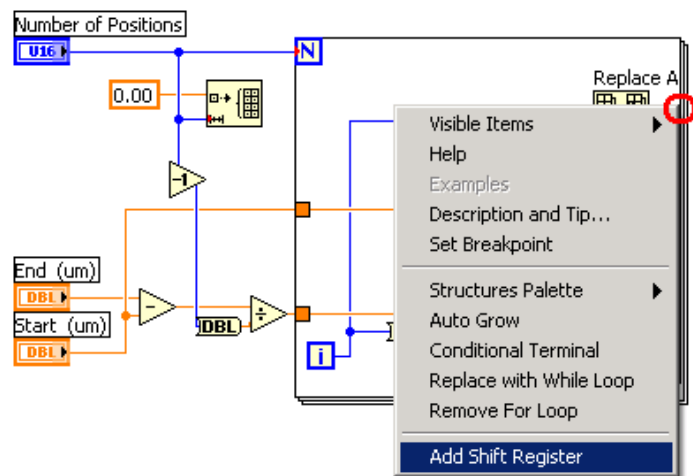 Number of Positions
U16
N
0.00
Replace A
-1
End (um)
DBL
Start (um)
DBL
DBL
÷
i
Visible Items
Help
Examples
Description and Tip...
Set Breakpoint
Structures Palette
Auto Grow
Conditional Terminal
Replace with While Loop
Remove For Loop
Add Shift Register